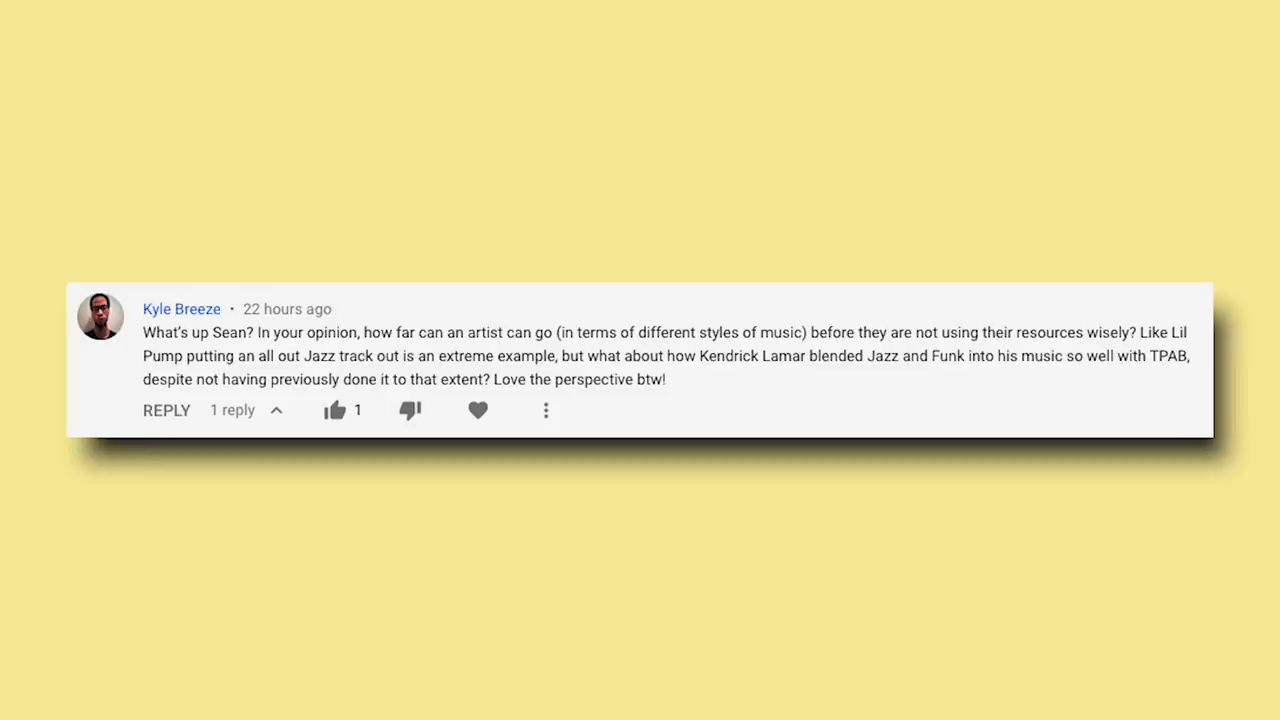 Kyle Breeze • 22 hours ago
What's up Sean? In your opinion, how far can an artist can go (in terms of different styles of music) before they are not using their resources wisely? Like Lil
Pump putting an all out Jazz track out is an extreme example, but what about how Kendrick Lamar blended Jazz and Funk into his music so well with TPAB,
despite not having previously done it to that extent? Love the perspective btw!
REPLY 1 reply 1